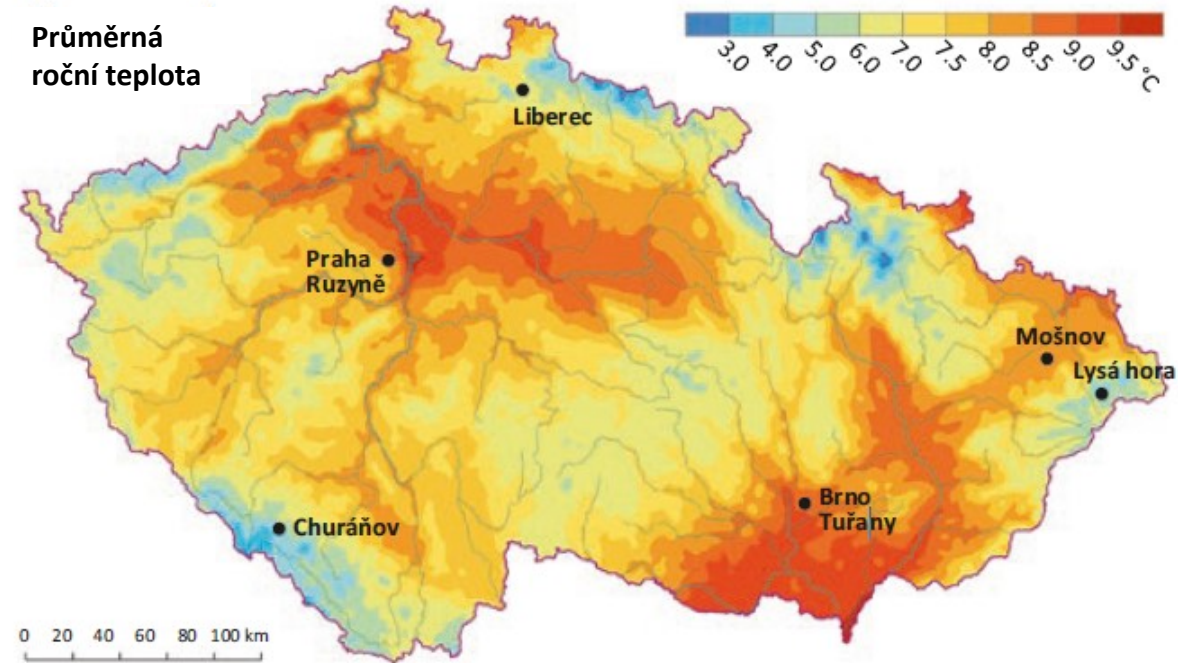 Průměrná
roční teplota
3.0 4.0 5.0 6.0 7.0 7.5 8.0 8.5 9.0 9.5 °C
Liberec
Praha
Ruzyně
Mošnov
Lysá hora
Brno
Tuřany
Churáňov
0 20 40 60 80 100 km